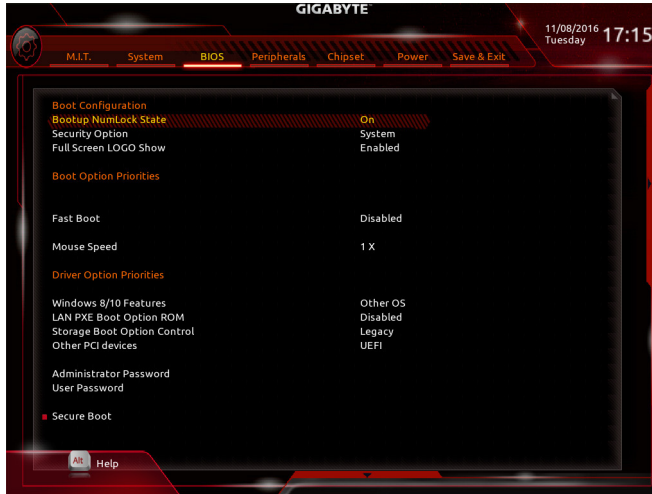 GIGABYTE™
11/08/2016 17:15
Tuesday
M.I.T. System BIOS Peripherals Chipset Power Save & Exit
Boot Configuration
Bootup NumLock State On
Security Option System
Full Screen LOGO Show Enabled
Boot Option Priorities
Fast Boot Disabled
Mouse Speed 1 X
Driver Option Priorities
Windows 8/10 Features Other OS
LAN PXE Boot Option ROM Disabled
Storage Boot Option Control Legacy
Other PCI devices UEFI
Administrator Password
User Password
Secure Boot
Alt Help